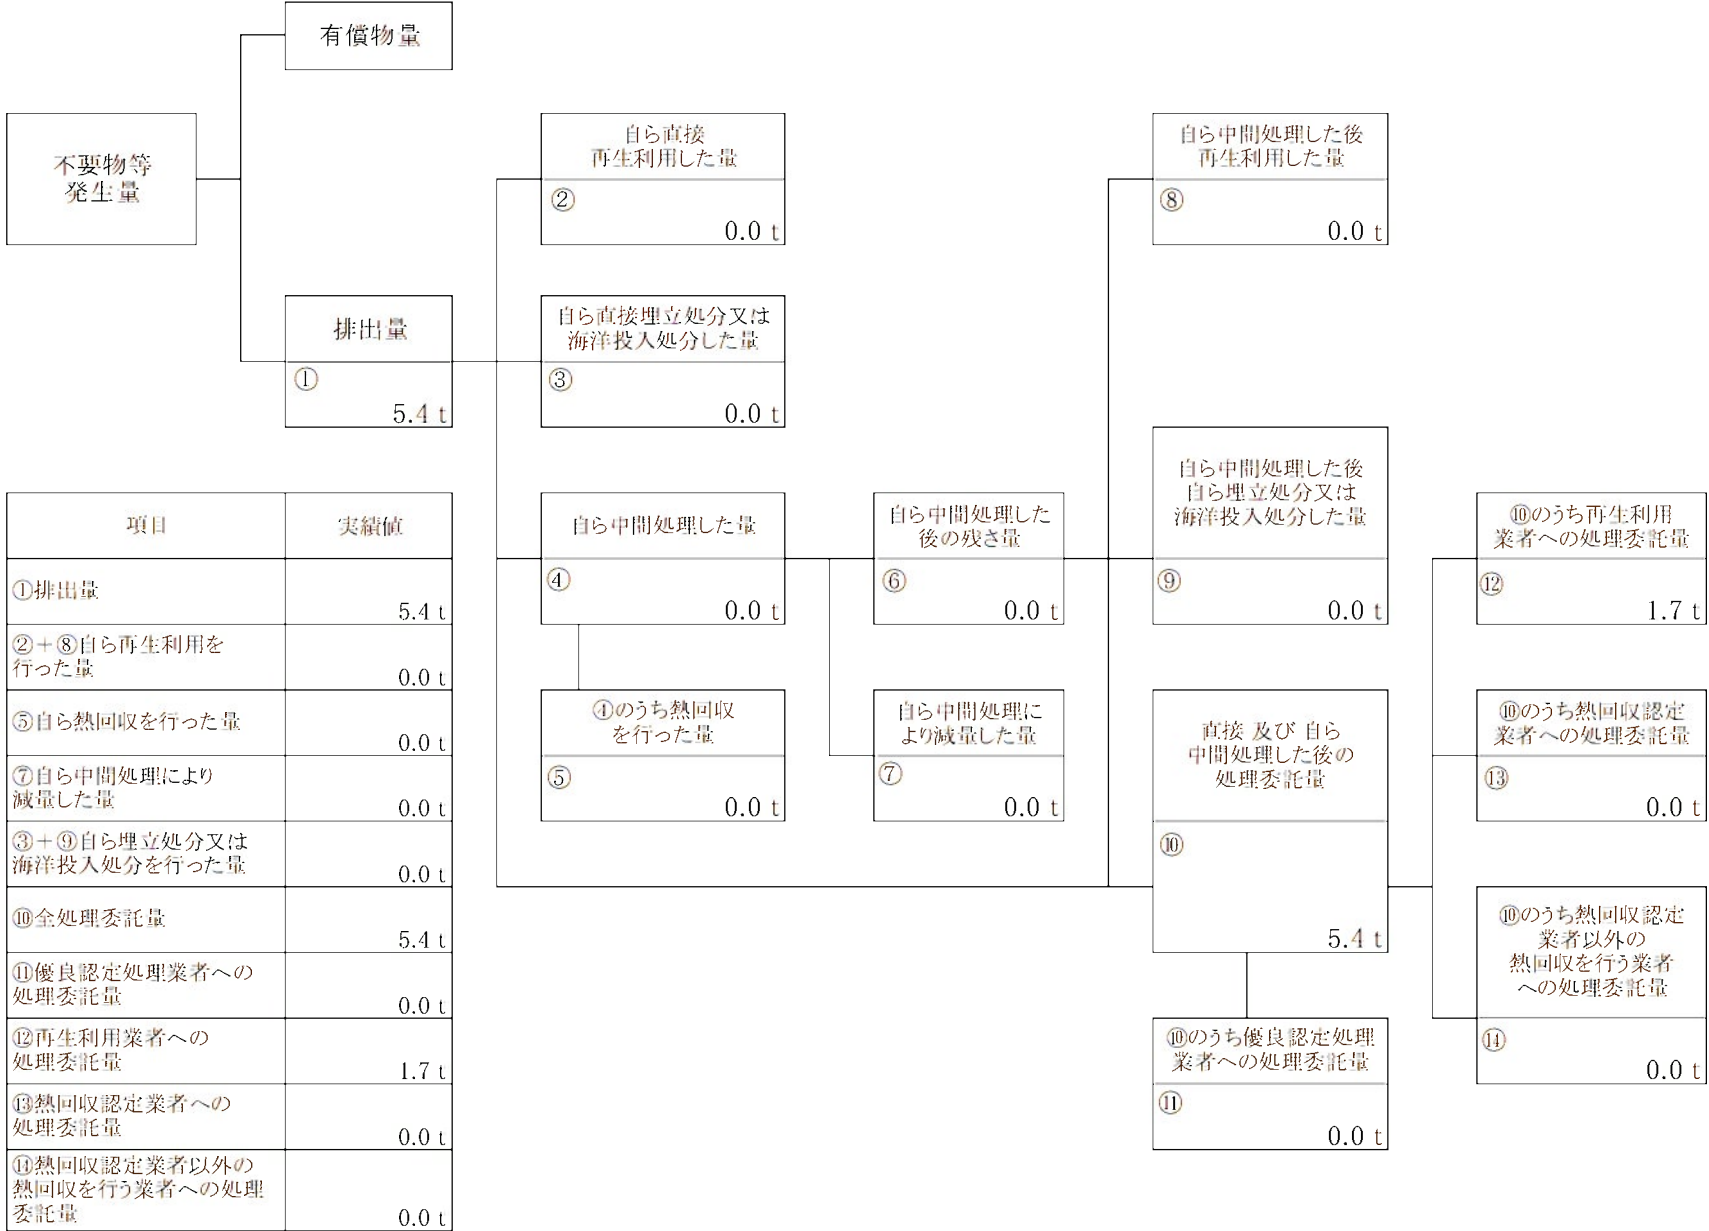 有償物量
不要物等
発生量
自ら直接
再生利用した量
②
0.0 t
自ら中間処理した後
再生利用した量
⑧
0.0 t
排出量
①
5.4 t
自ら直接埋立処分又は
海洋投入処分した量
③
0.0 t
自ら中間処理した量
④
0.0 t
自ら中間処理した
後の残さ量
⑥
0.0 t
自ら中間処理した後
自ら埋立処分又は
海洋投入処分した量
⑨
0.0 t
⑩のうち再生利用
業者への処理委託量
⑫
1.7 t
④のうち熱回収
を行った量
⑤
0.0 t
自ら中間処理に
より減量した量
⑦
0.0 t
直接 及び 自ら
中間処理した後の
処理委託量
⑩
5.4 t
⑩のうち熱回収認定
業者への処理委託量
⑬
0.0 t
⑩のうち熱回収認定
業者以外の
熱回収を行う業者
への処理委託量
⑭
0.0 t
⑩のうち優良認定処理
業者への処理委託量
⑪
0.0 t
項目
実績値
①排出量
5.4 t
②＋⑧自ら再生利用を
行った量
0.0 t
⑤自ら熱回収を行った量
0.0 t
⑦自ら中間処理により
減量した量
0.0 t
③＋⑨自ら埋立処分又は
海洋投入処分を行った量
0.0 t
⑩全処理委託量
5.4 t
⑪優良認定処理業者への
処理委託量
0.0 t
⑫再生利用業者への
処理委託量
1.7 t
⑬熱回収認定業者への
処理委託量
0.0 t
⑭熱回収認定業者以外の
熱回収を行う業者への処理
委託量
0.0 t